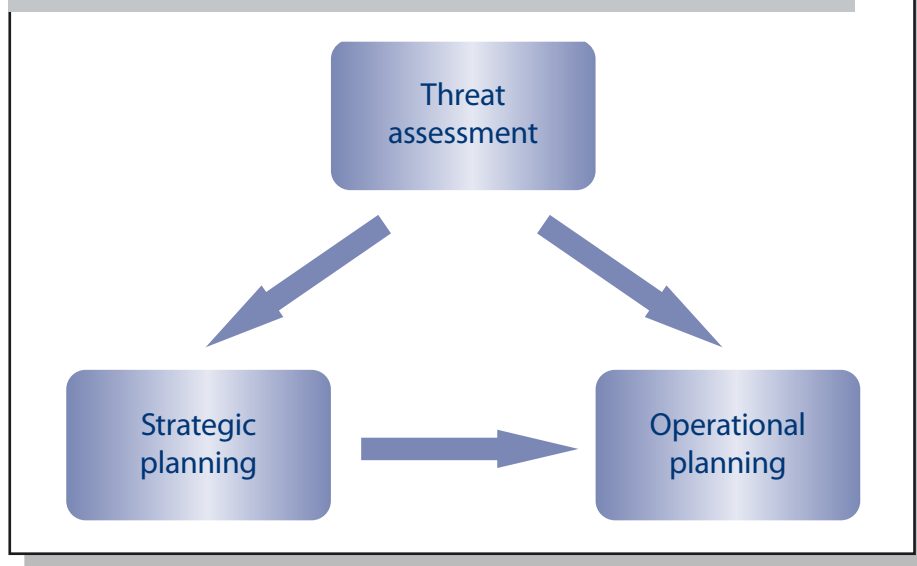 Threat
assessment
Strategic
planning
Operational
planning